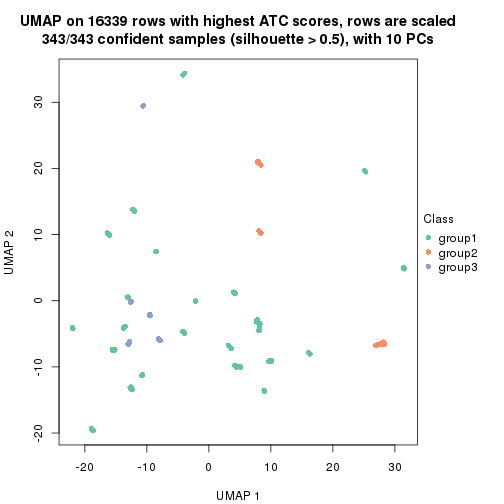 UMAP on 16339 rows with highest ATC scores, rows are scaled
343/343 confident samples (silhouette > 0.5), with 10 PCs
30
20
10
0
-10
-20
UMAP 2
-20
-10
0
10
20
30
UMAP 1
Class
group1
group2
group3